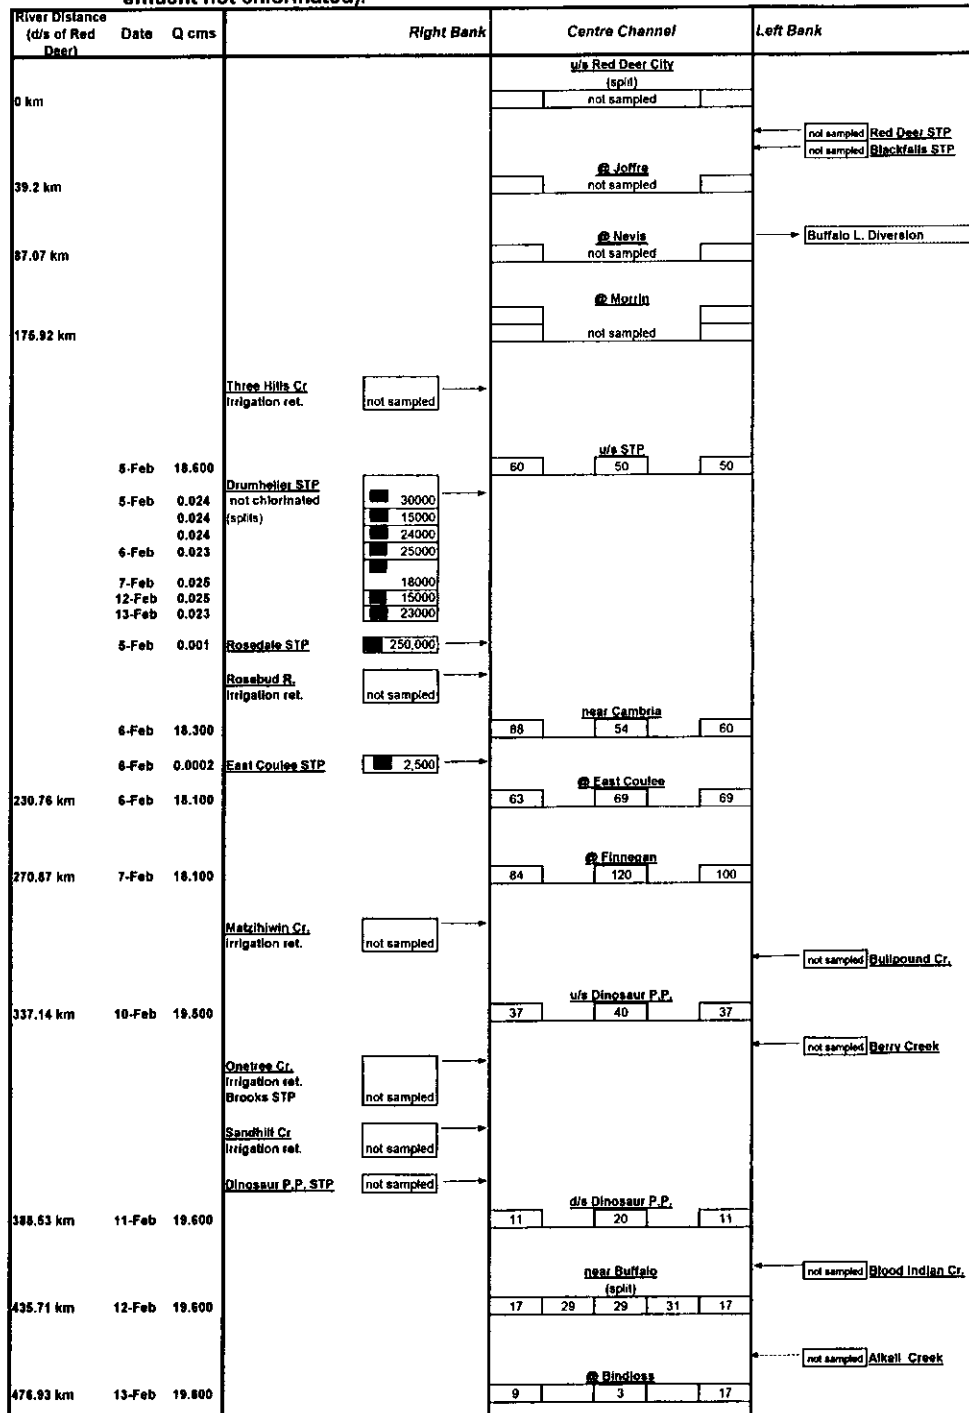 effluent not chlorinated).
River Distance (d/s of Red Deer) Date Q cms Right Bank Centre Channel Left Bank
u/s Red Deer City
(split)
0 km not sampled
not sampled Red Deer STP
not sampled Blackfalls STP
@ Joffre
39.2 km not sampled
@ Nevis Buffalo L. Diversion
87.07 km not sampled
@ Morrin
175.92 km not sampled
Three Hills Cr
Irrigation ret. not sampled
u/s STP
5-Feb 18.600 60 50 50
Drumheller STP
5-Feb 0.024 not chlorinated 30000
0.024 (splits) 15000
0.024 24000
6-Feb 0.023 25000
7-Feb 0.025 18000
12-Feb 0.025 15000
13-Feb 0.023 23000
5-Feb 0.001 Rosedale STP 250,000
Rosebud R.
Irrigation ret. not sampled
near Cambria
6-Feb 18.300 88 54 60
6-Feb 0.0002 East Coulee STP 2,500
@ East Coulee
230.76 km 6-Feb 18.100 63 69 69
@ Finnegan
270.87 km 7-Feb 18.100 84 120 100
Matzihiwin Cr.
irrigation ret. not sampled
not sampled Bullpound Cr.
u/s Dinosaur P.P.
337.14 km 10-Feb 19.500 37 40 37
not sampled Berry Creek
Onetree Cr.
Irrigation ret.
Brooks STP not sampled
Sandhill Cr
Irrigation ret. not sampled
Dinosaur P.P. STP not sampled
d/s Dinosaur P.P.
388.53 km 11-Feb 19.600 11 20 11
not sampled Blood Indian Cr.
near Buffalo
(split)
435.71 km 12-Feb 19.600 17 29 29 31 17
not sampled Alkali Creek
@ Bindloss
476.93 km 13-Feb 19.800 9 3 17